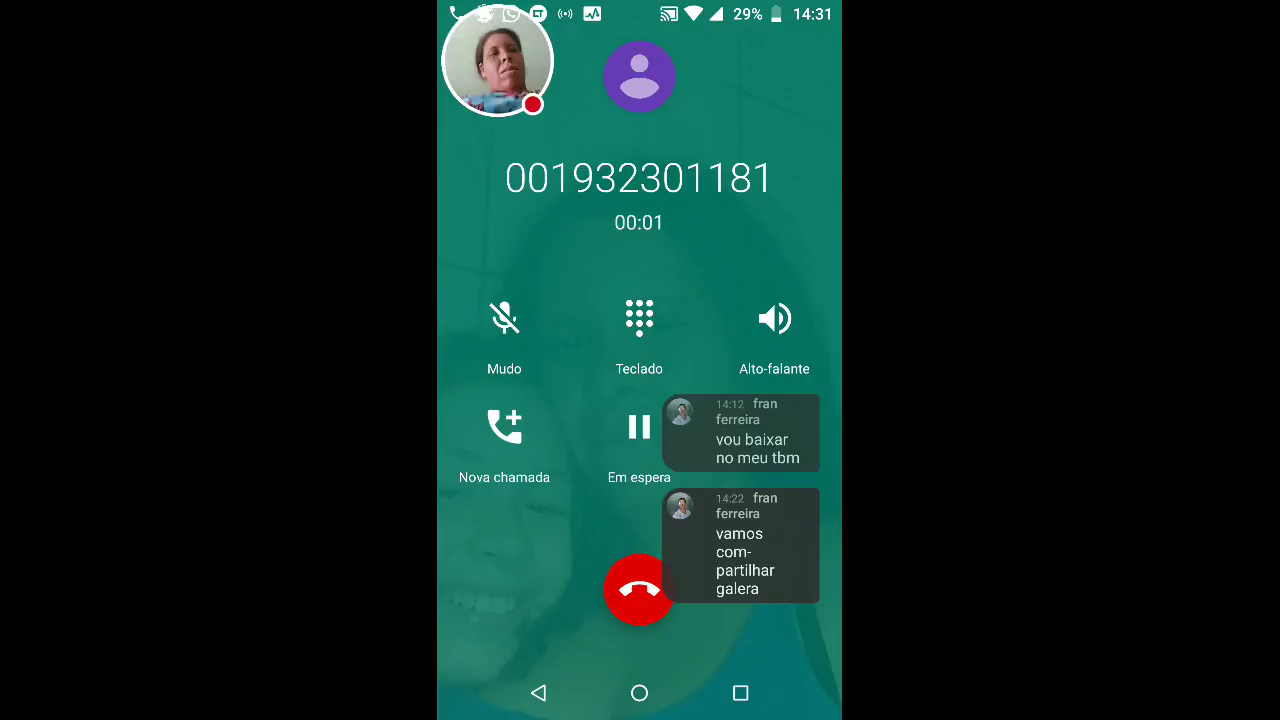 29% 14:31
001932301181
00:01
Mudo
Teclado
Alto-falante
14:12 fran
ferreira
vou baixar
no meu tbm
Nova chamada
Em espera
14:22 fran
ferreira
vamos
com-
partilhar
galera